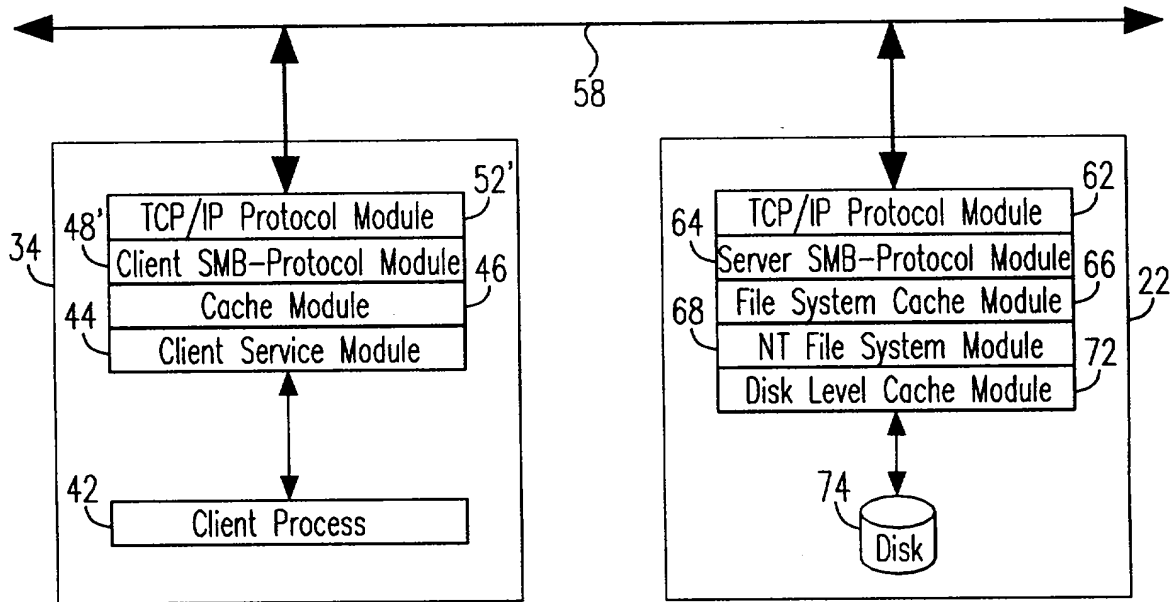 58
34
52'
TCP/IP Protocol Module
48'
Client SMB-Protocol Module
46
Cache Module
44
Client Service Module
42
Client Process
62
TCP/IP Protocol Module
64
Server SMB-Protocol Module
66
File System Cache Module
22
68
NT File System Module
72
Disk Level Cache Module
74
Disk